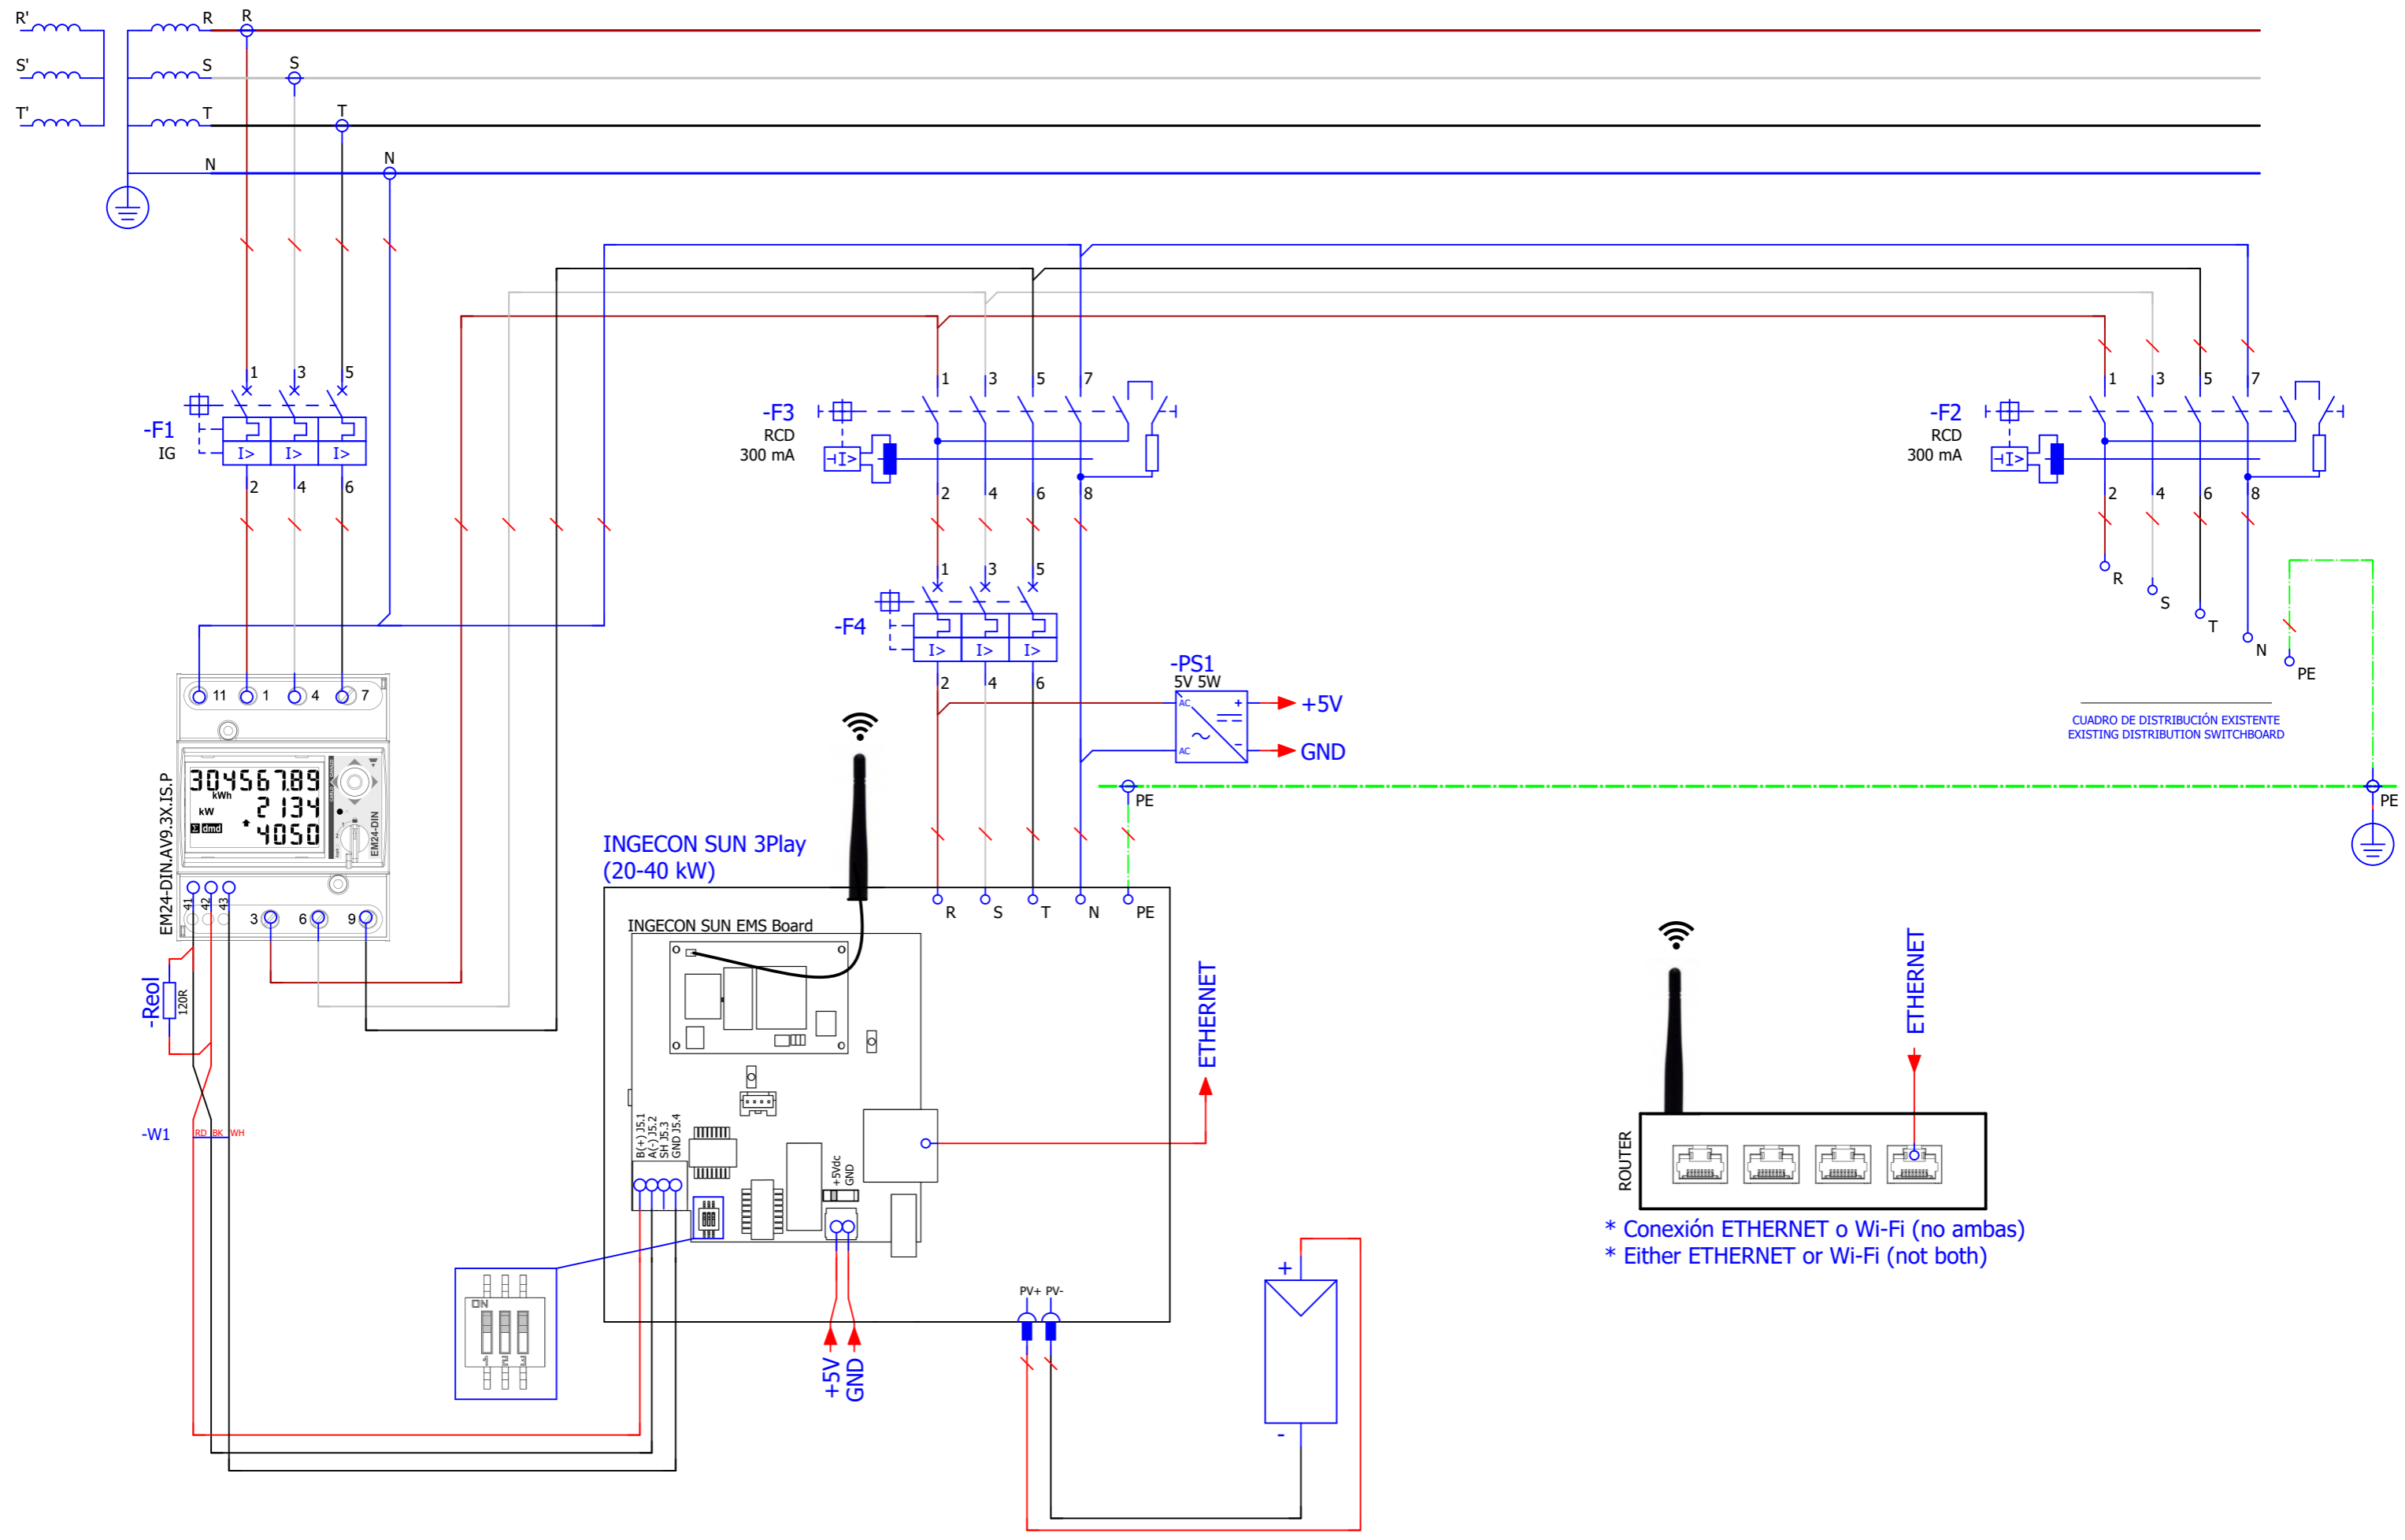 R'
R
R
S'
S
S
T'
T
T
N
N
-F1
IG
1
3
5
I>
I>
I>
2
4
6
-F3
RCD
300 mA
1
3
5
7
I>
2
4
6
8
-F2
RCD
300 mA
1
3
5
7
I>
2
4
6
8
R
S
T
N
PE
CUADRO DE DISTRIBUCIÓN EXISTENTE
EXISTING DISTRIBUTION SWITCHBOARD
-F4
1
3
5
I>
I>
I>
2
4
6
-PS1
5V 5W
AC
AC
+
-
+5V
GND
PE
PE
EM24-DIN.AV9.3X.IS.P
11
1
4
7
30456789
kWh
kW
2134
Σ dmd
4050
EM24-DIN
41
42
43
3
6
9
-Reol
120R
-W1
RD
BK
WH
INGECON SUN 3Play
(20-40 kW)
R
S
T
N
PE
INGECON SUN EMS Board
B(+) J5.1
A(-) J5.2
SH J5.3
GND J5.4
+5Vdc
GND
ON
ETHERNET
+5V
GND
PV+ PV-
+
-
ETHERNET
ROUTER
* Conexión ETHERNET o Wi-Fi (no ambas)
* Either ETHERNET or Wi-Fi (not both)